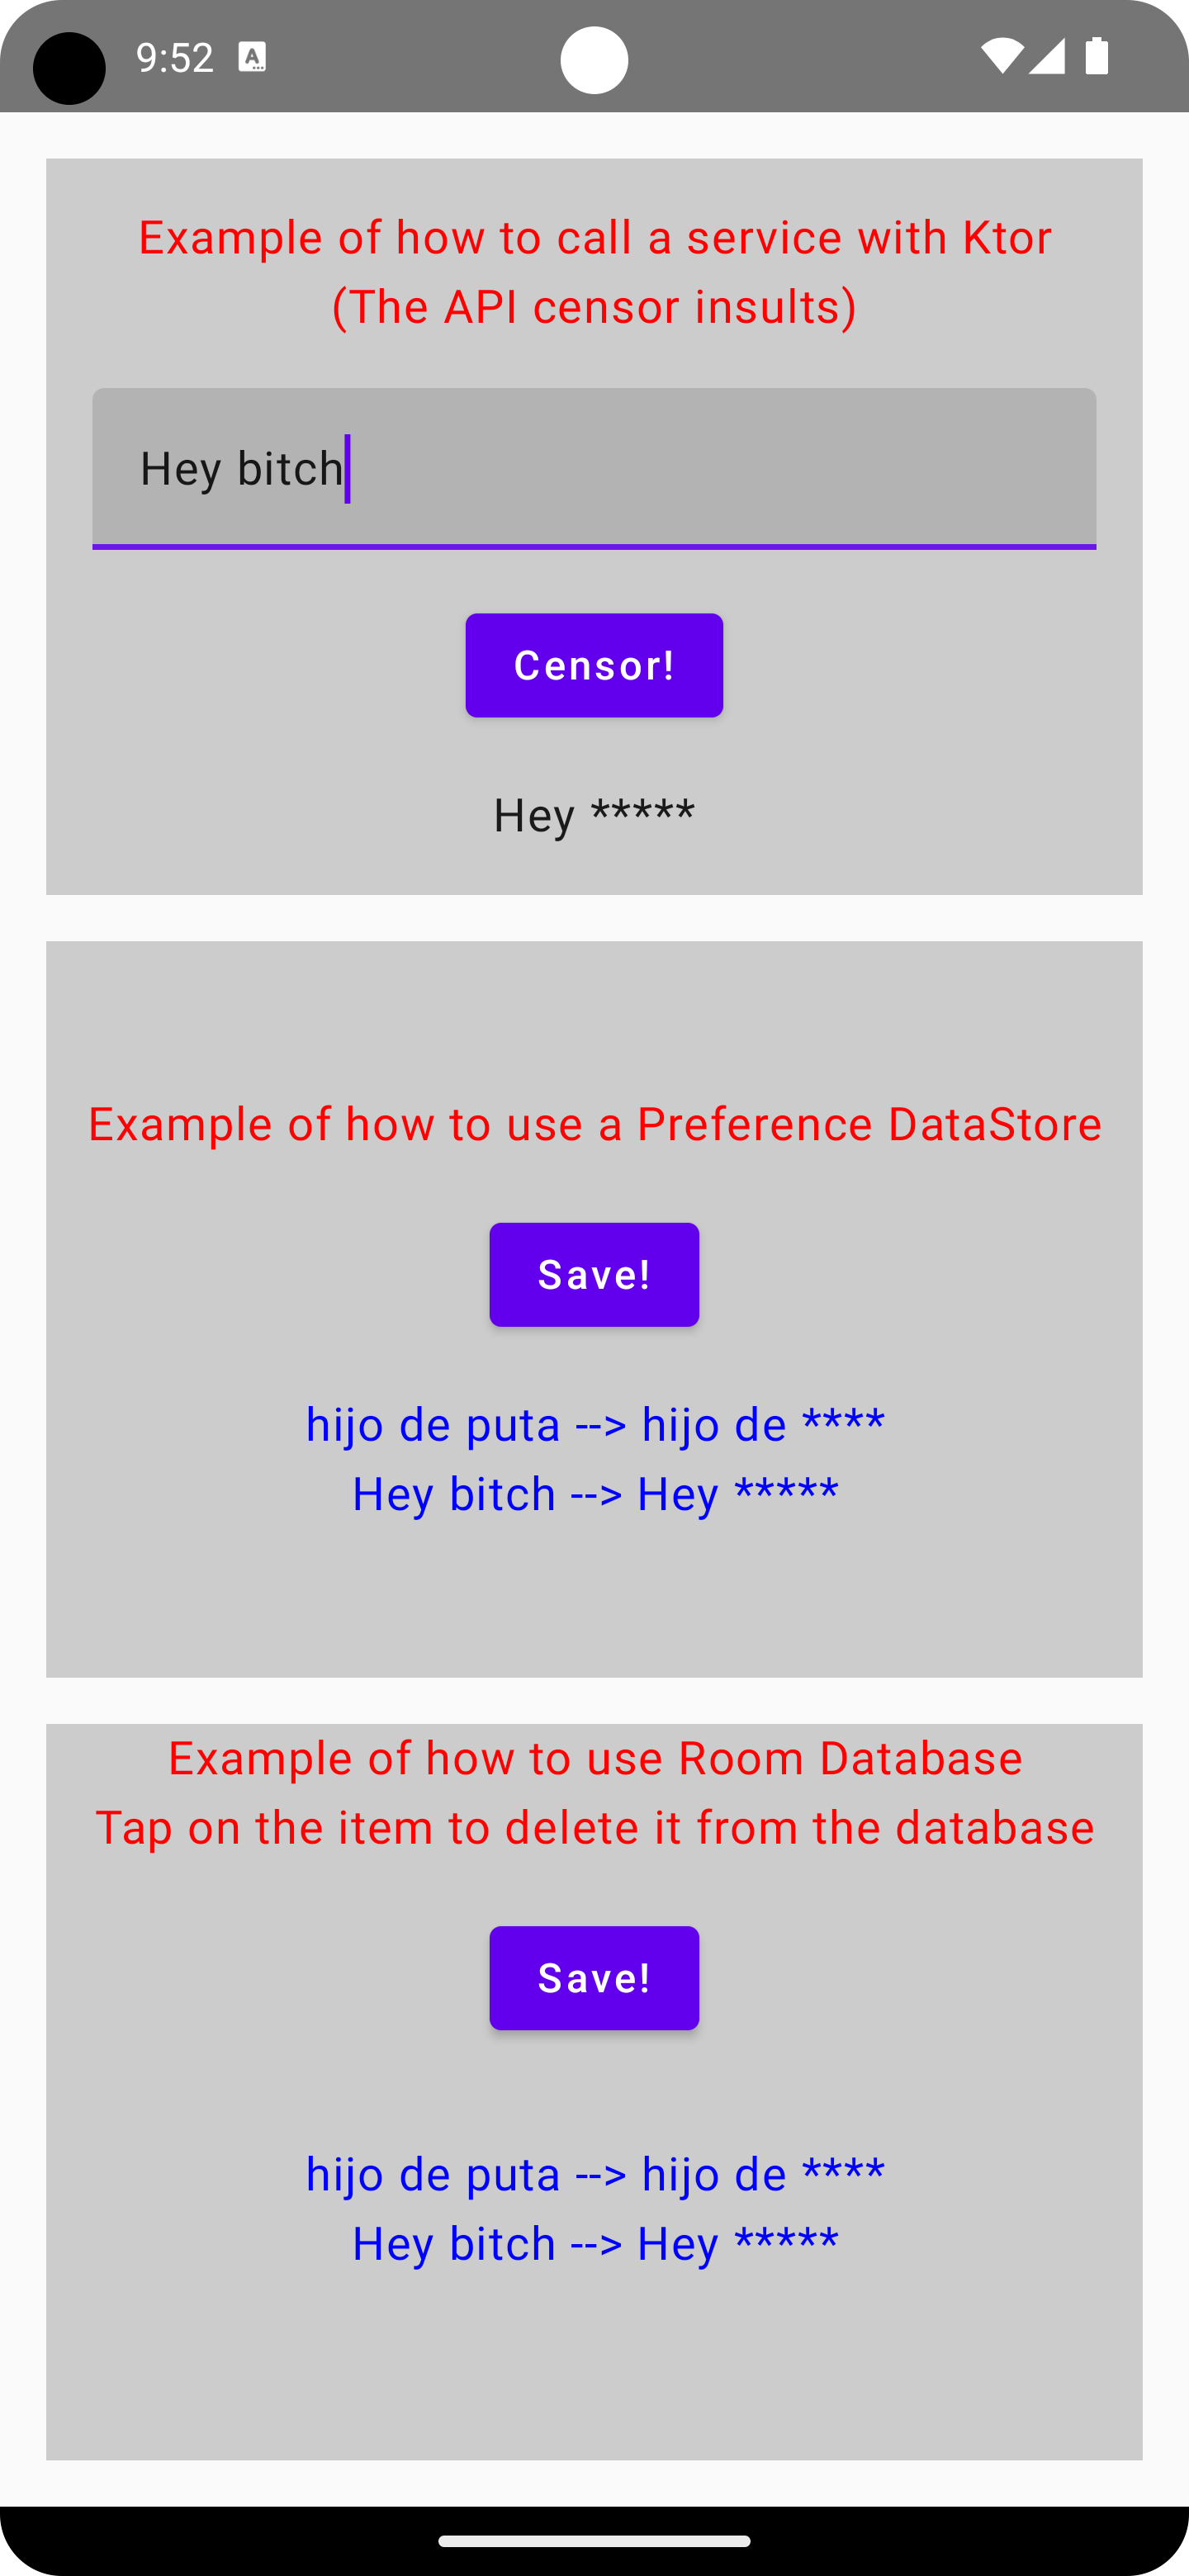 9:52
Example of how to call a service with Ktor
(The API censor insults)
Hey bitch
Censor!
Hey *****
Example of how to use a Preference DataStore
Save!
hijo de puta --> hijo de ****
Hey bitch --> Hey *****
Example of how to use Room Database
Tap on the item to delete it from the database
Save!
hijo de puta --> hijo de ****
Hey bitch --> Hey *****